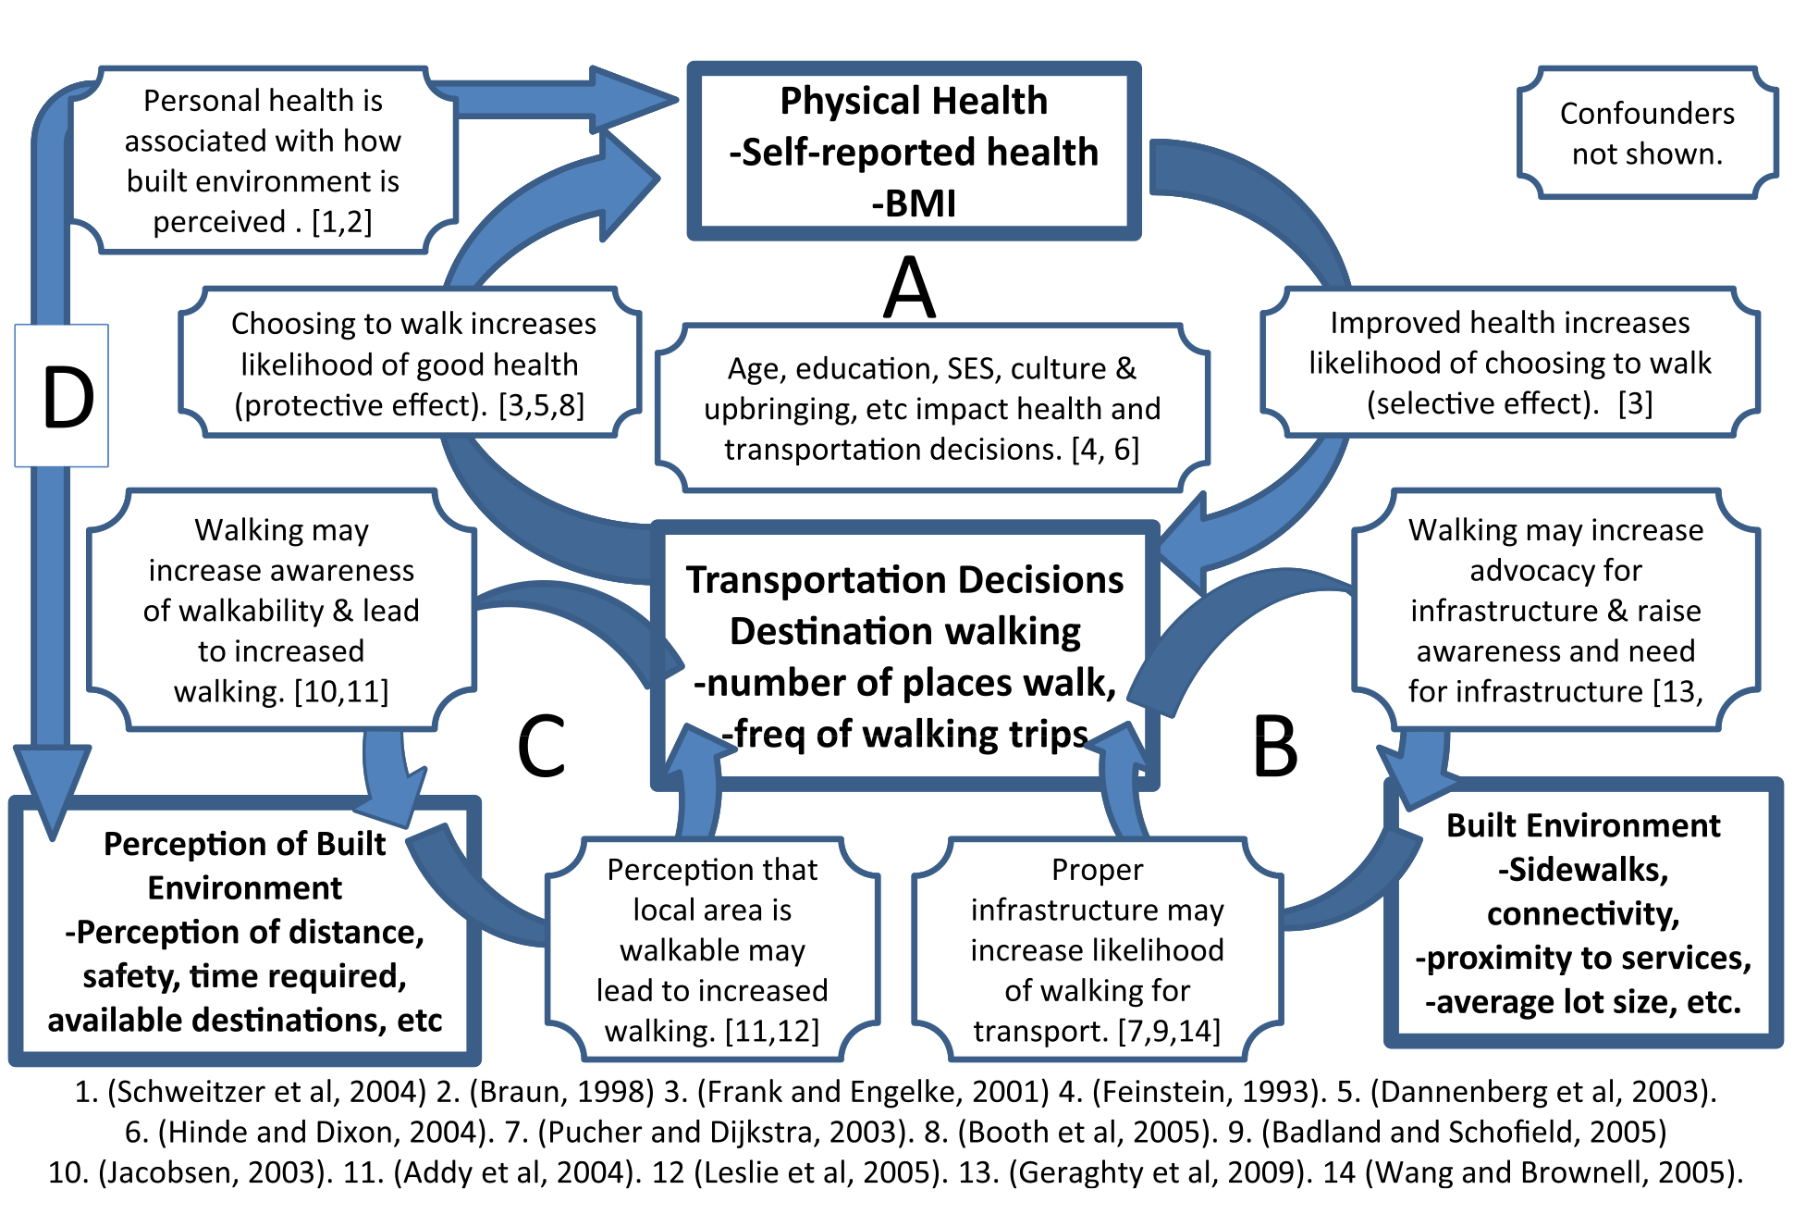 Personal health is
associated with how
built environment is
perceived . [1,2]
Physical Health
-Self-reported health
-BMI
Confounders
not shown.
A
Choosing to walk increases
likelihood of good health
(protective effect). [3,5,8]
Age, education, SES, culture &
upbringing, etc impact health and
transportation decisions. [4, 6]
Improved health increases
likelihood of choosing to walk
(selective effect). [3]
D
Walking may
increase awareness
of walkability & lead
to increased
walking. [10,11]
Transportation Decisions
Destination walking
-number of places walk,
-freq of walking trips
Walking may increase
advocacy for
infrastructure & raise
awareness and need
for infrastructure [13,
C
B
Perception of Built
Environment
-Perception of distance,
safety, time required,
available destinations, etc
Perception that
local area is
walkable may
lead to increased
walking. [11,12]
Proper
infrastructure may
increase likelihood
of walking for
transport. [7,9,14]
Built Environment
-Sidewalks,
connectivity,
-proximity to services,
-average lot size, etc.
1. (Schweitzer et al, 2004) 2. (Braun, 1998) 3. (Frank and Engelke, 2001) 4. (Feinstein, 1993). 5. (Dannenberg et al, 2003).
6. (Hinde and Dixon, 2004). 7. (Pucher and Dijkstra, 2003). 8. (Booth et al, 2005). 9. (Badland and Schofield, 2005)
10. (Jacobsen, 2003). 11. (Addy et al, 2004). 12 (Leslie et al, 2005). 13. (Geraghty et al, 2009). 14 (Wang and Brownell, 2005).